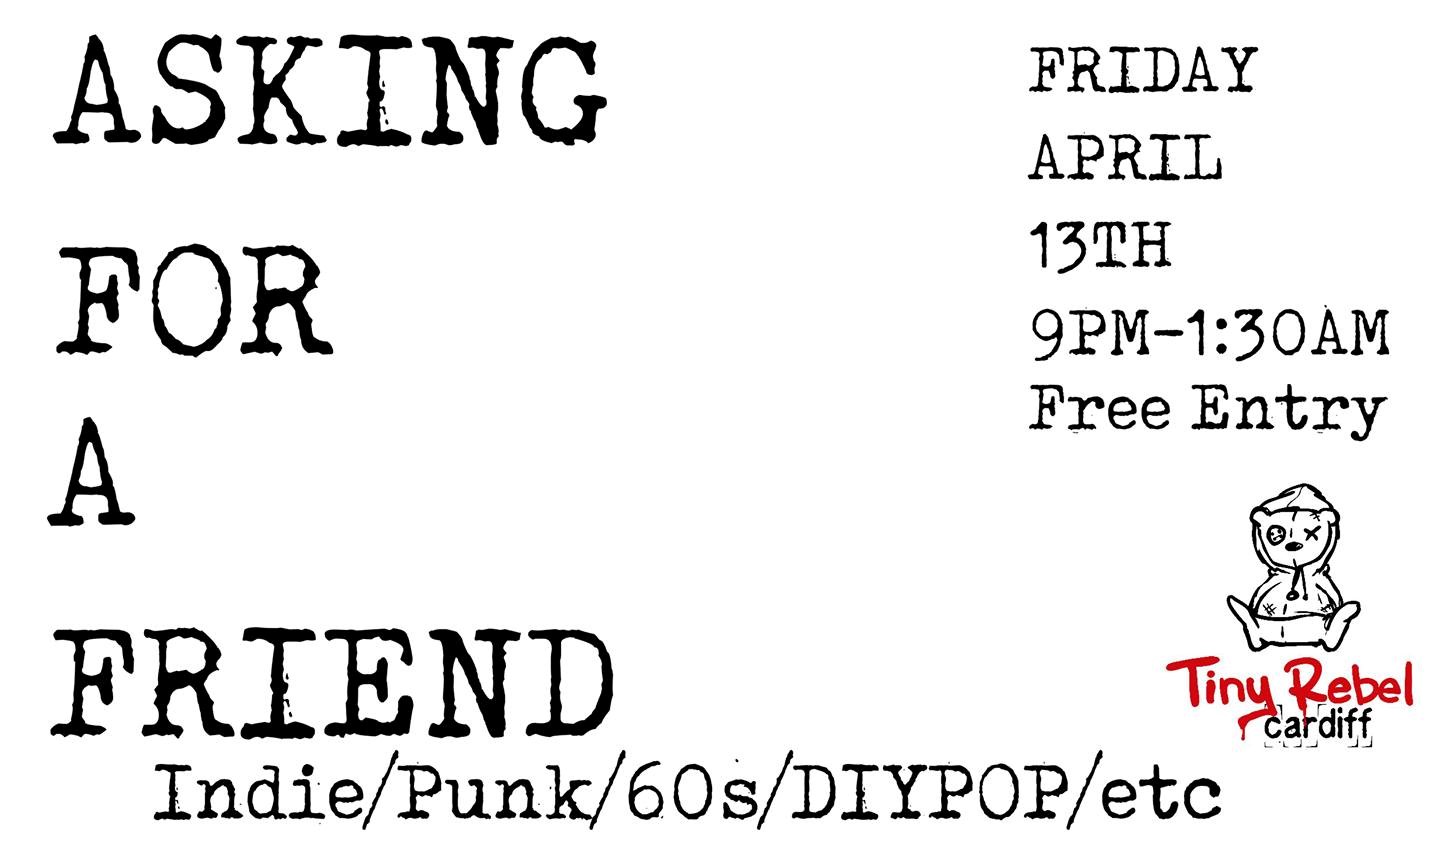 ASKING
FOR
A
FRIEND
Indie/Punk/60s/DIYPOP/etc
FRIDAY
APRIL
13TH
9PM-1:30AM
Free Entry
Tiny Rebel
cardiff